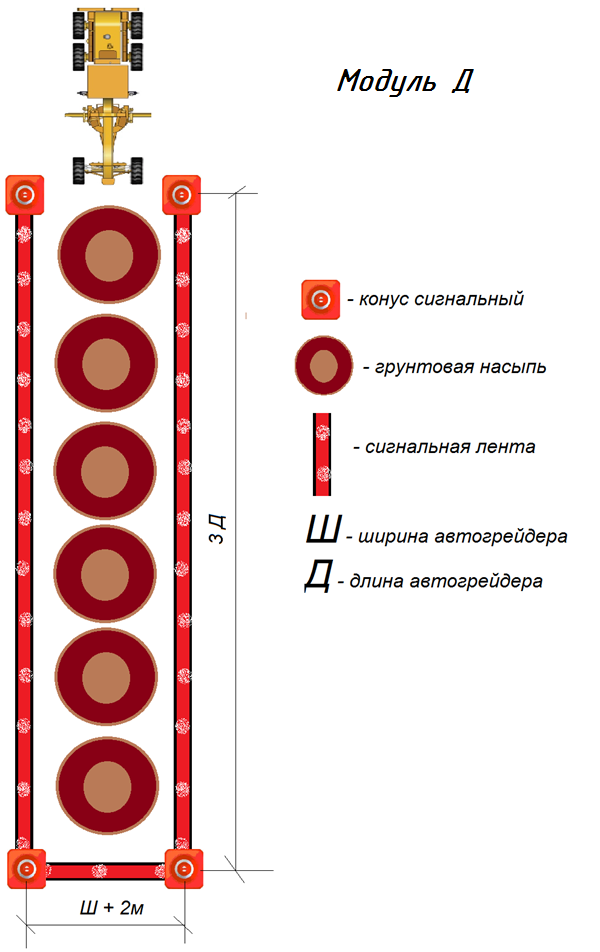 Модуль Д
- конус сигнальный
- грунтовая насыпь
- сигнальная лента
Ш - ширина автогрейдера
Д - длина автогрейдера
3 Д
Ш + 2м